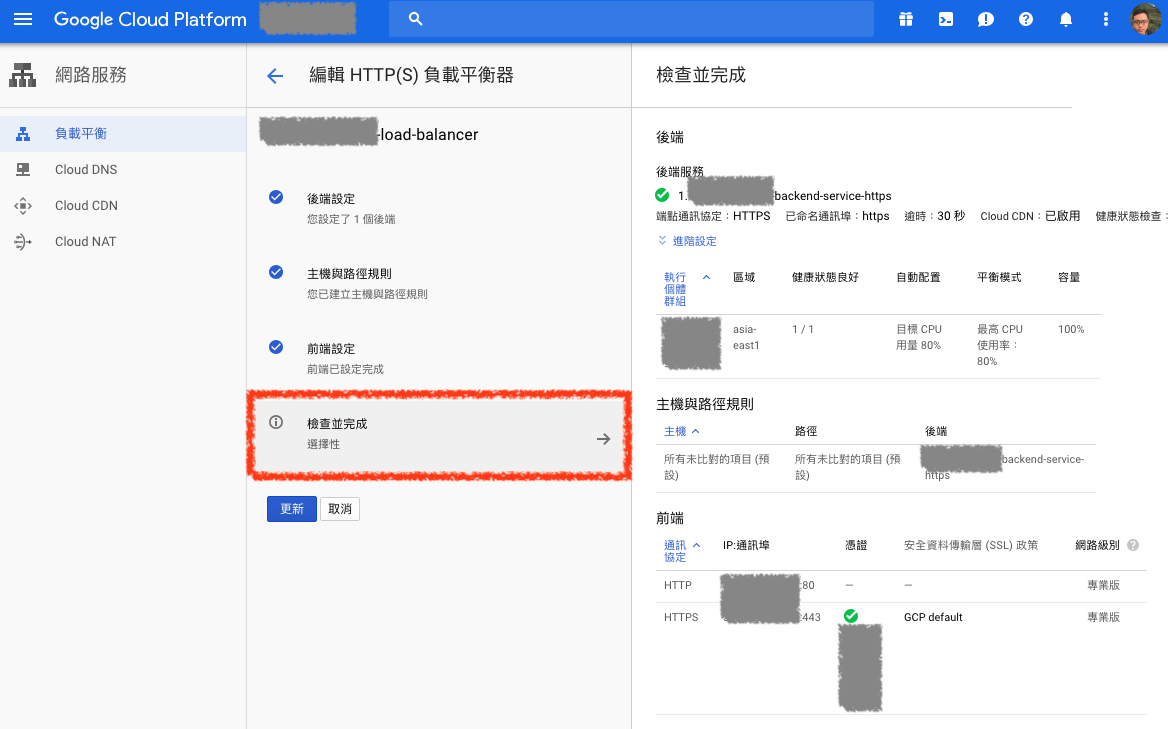 Google Cloud Platform
網路服務
負載平衡
Cloud DNS
Cloud CDN
Cloud NAT
編輯 HTTP(S) 負載平衡器
-load-balancer
後端設定
您設定了 1 個後端
主機與路徑規則
您已建立主機與路徑規則
前端設定
前端已設定完成
檢查並完成
選擇性
更新 取消
檢查並完成
後端
後端服務
1. backend-service-https
端點通訊協定：HTTPS 已命名通訊埠：https 逾時：30 秒 Cloud CDN：已啟用 健康狀態檢查：
進階設定
執行個體群組 區域 健康狀態良好 自動配置 平衡模式 容量
asia-east1 1 / 1 目標 CPU 用量 80% 最高 CPU 使用率：80% 100%
主機與路徑規則
主機 路徑 後端
所有未比對的項目 (預設) 所有未比對的項目 (預設) backend-service-https
前端
通訊協定 IP:通訊埠 憑證 安全資料傳輸層 (SSL) 政策 網路級別
HTTP :80 — — 專業版
HTTPS :443 GCP default 專業版